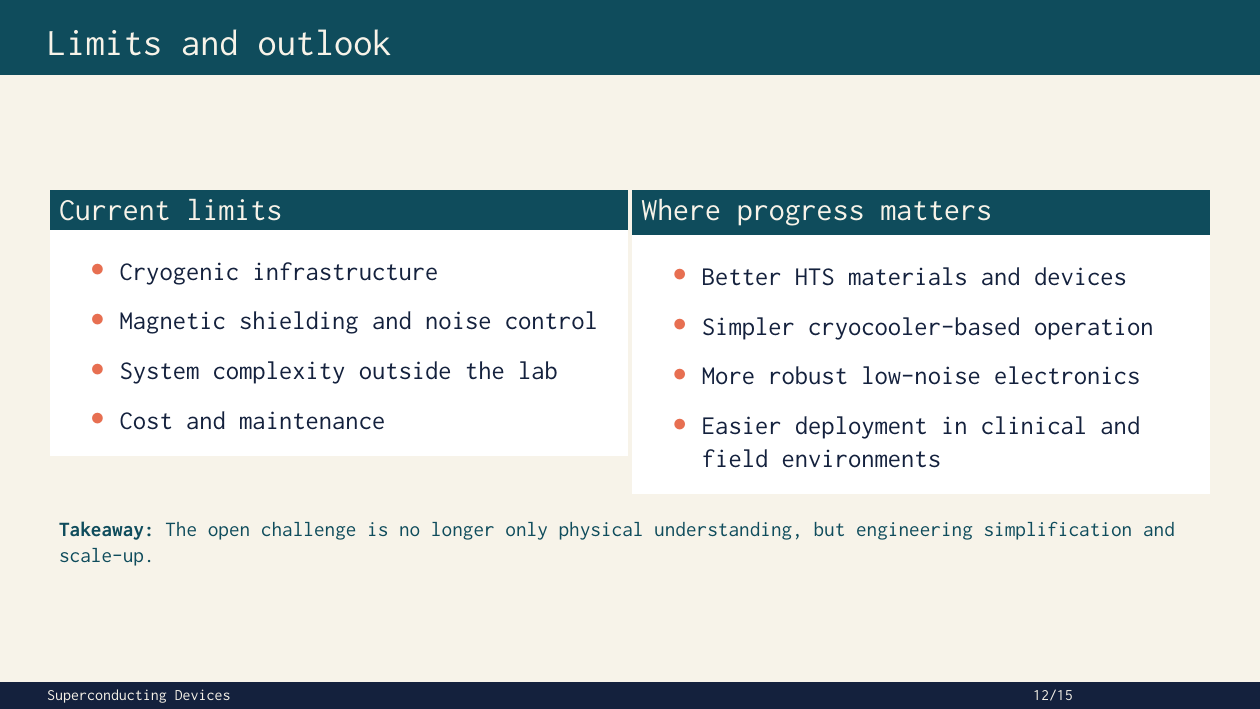 Limits and outlook
Current limits
Cryogenic infrastructure
Magnetic shielding and noise control
System complexity outside the lab
Cost and maintenance
Where progress matters
Better HTS materials and devices
Simpler cryocooler-based operation
More robust low-noise electronics
Easier deployment in clinical and
field environments
Takeaway: The open challenge is no longer only physical understanding, but engineering simplification and
scale-up.
Superconducting Devices
12/15